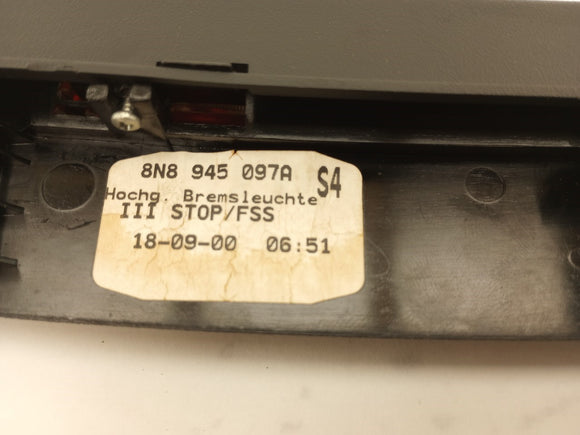 8N8 945 097A S4
Hochg. Bremsleuchte
III STOP/FSS
18-09-00 06:51